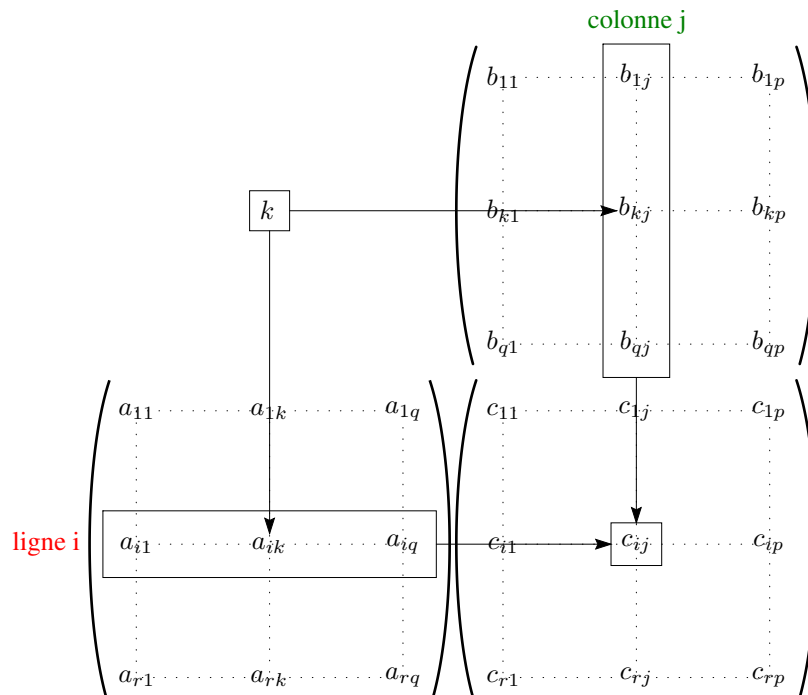 colonne j
b11 b1j b1p
k bk1 bkj bkp
bq1 bqj bqp
a11 a1k a1q c11 c1j c1p
ligne i ai1 aik aiq ci1 cij cip
ar1 ark arq cr1 crj crp